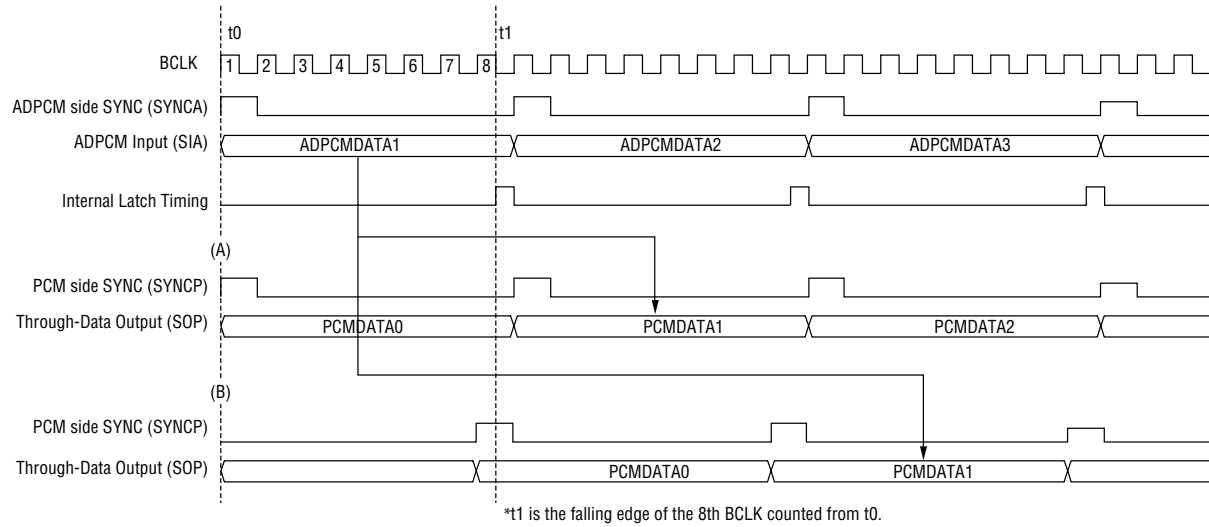 t0 t1
BCLK 1 2 3 4 5 6 7 8
ADPCM side SYNC (SYNCA)
ADPCM Input (SIA) ADPCMDATA1 ADPCMDATA2 ADPCMDATA3
Internal Latch Timing
(A)
PCM side SYNC (SYNCP)
Through-Data Output (SOP) PCMDATA0 PCMDATA1 PCMDATA2
(B)
PCM side SYNC (SYNCP)
Through-Data Output (SOP) PCMDATA0 PCMDATA1
*t1 is the falling edge of the 8th BCLK counted from t0.